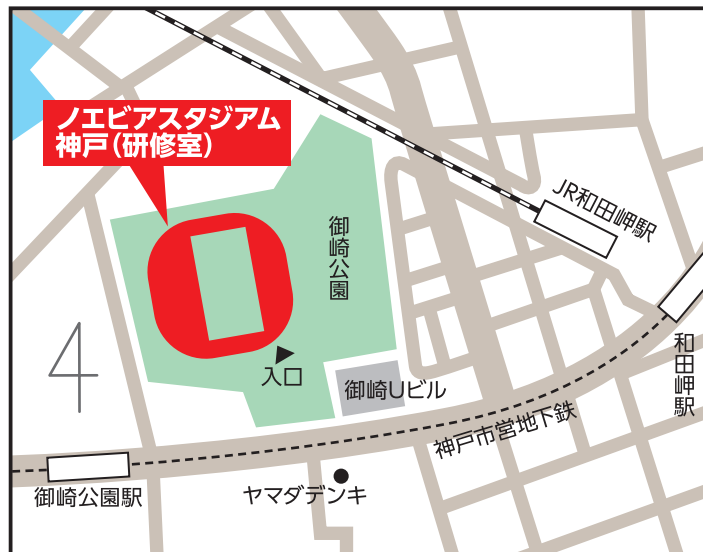 ノエビアスタジアム
神戸(研修室)
JR和田岬駅
御崎公園
和田岬駅
入口
御崎Uビル
神戸市営地下鉄
御崎公園駅
ヤマダデンキ